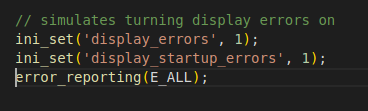 // simulates turning display errors on
ini_set('display_errors', 1);
ini_set('display_startup_errors', 1);
error_reporting(E_ALL);